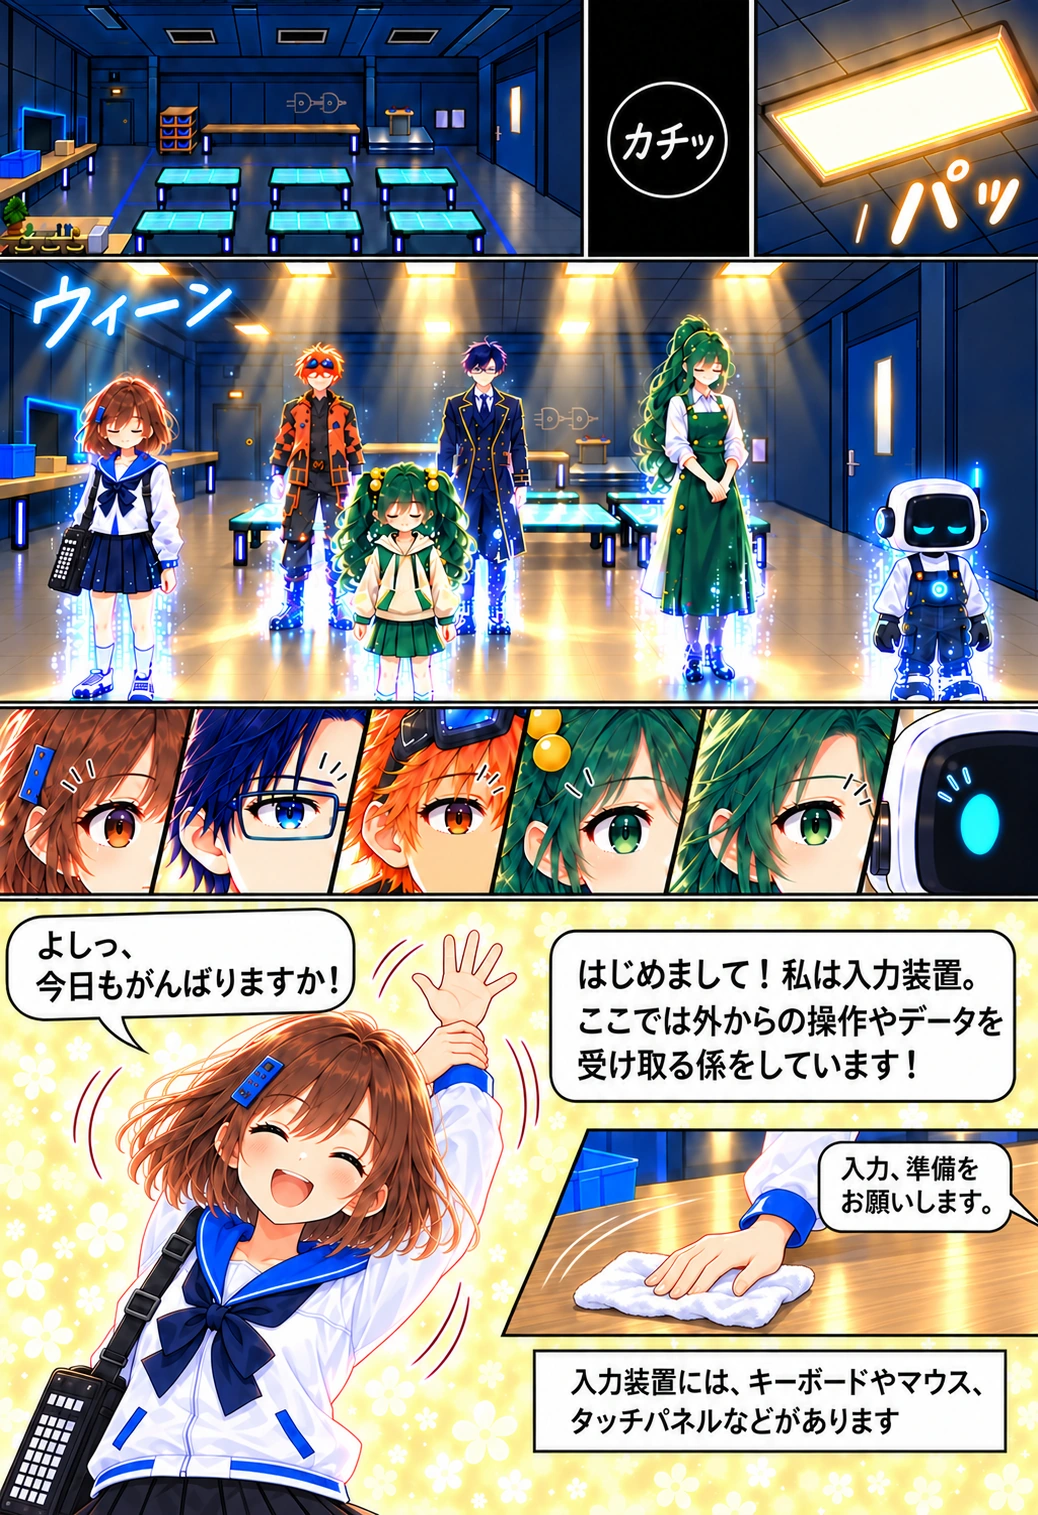 カチッ
パッ
ウィーン
よしっ、
今日もがんばりますか！
はじめまして！私は入力装置。
ここでは外からの操作やデータを
受け取る係をしています！
入力、準備を
お願いします。
入力装置には、キーボードやマウス、
タッチパネルなどがあります